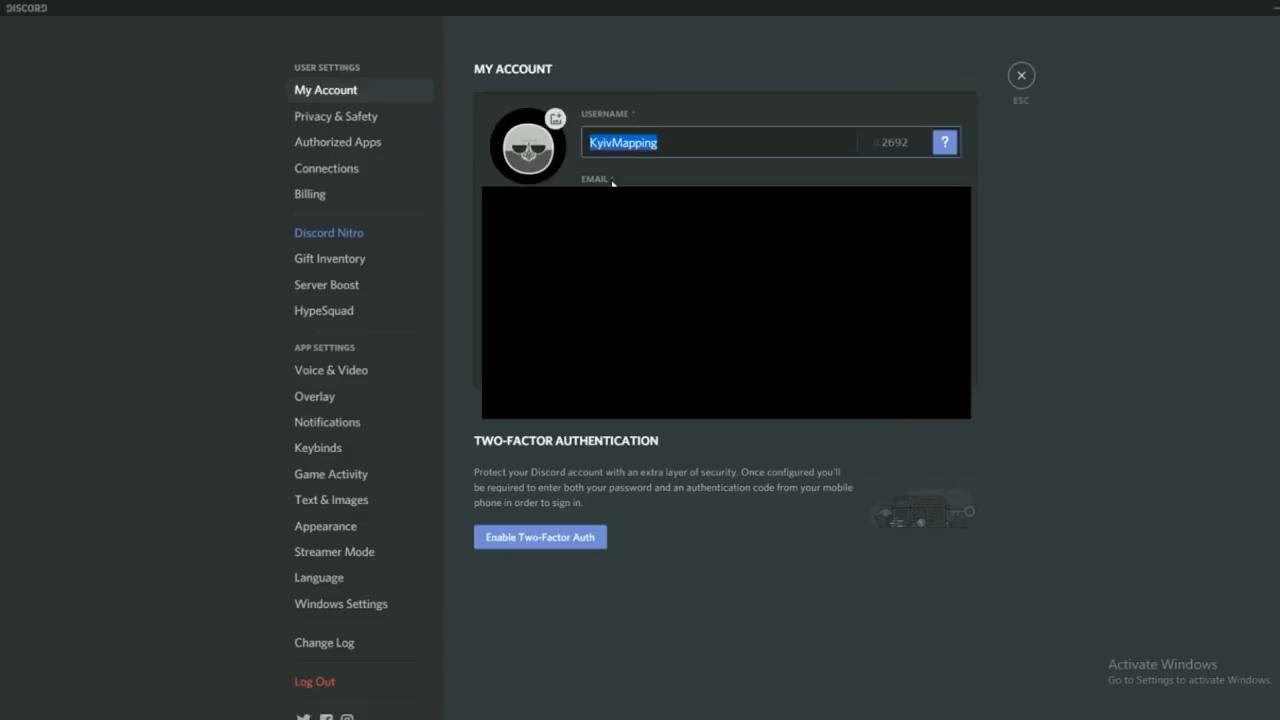 DISCORD
USER SETTINGS
My Account
Privacy & Safety
Authorized Apps
Connections
Billing
Discord Nitro
Gift Inventory
Server Boost
HypeSquad
APP SETTINGS
Voice & Video
Overlay
Notifications
Keybinds
Game Activity
Text & Images
Appearance
Streamer Mode
Language
Windows Settings
Change Log
Log Out
MY ACCOUNT
USERNAME *
KyivMapping #2692 ?
EMAIL *
TWO-FACTOR AUTHENTICATION
Protect your Discord account with an extra layer of security. Once configured you'll
be required to enter both your password and an authentication code from your mobile
phone in order to sign in.
Enable Two-Factor Auth
ESC
Activate Windows
Go to Settings to activate Windows.